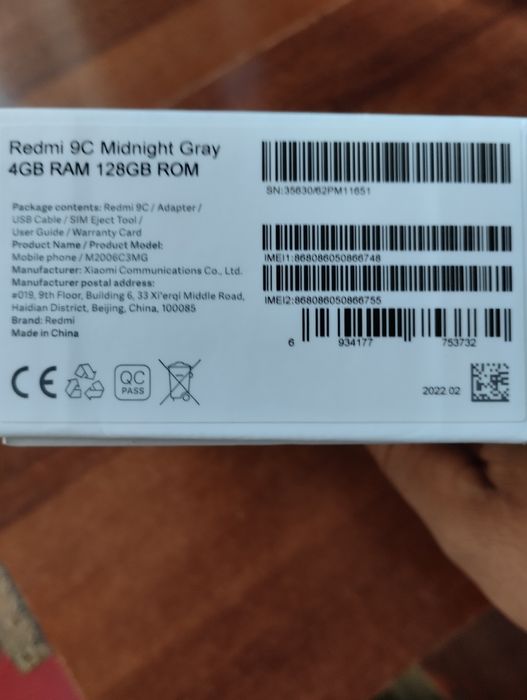 Redmi 9C Midnight Gray
4GB RAM 128GB ROM
Package contents: Redmi 9C / Adapter /
USB Cable / SIM Eject Tool /
User Guide / Warranty Card
Product Name / Product Model:
Mobile phone / M2006C3MG
Manufacturer: Xiaomi Communications Co., Ltd.
Manufacturer postal address:
#019, 9th Floor, Building 6, 33 Xi'erqi Middle Road,
Haidian District, Beijing, China, 100085
Brand: Redmi
Made in China
CE
QC
PASS
SN:35630/62PM11651
IMEI1:868086050866748
IMEI2:868086050866755
6 934177 753732
2022 02